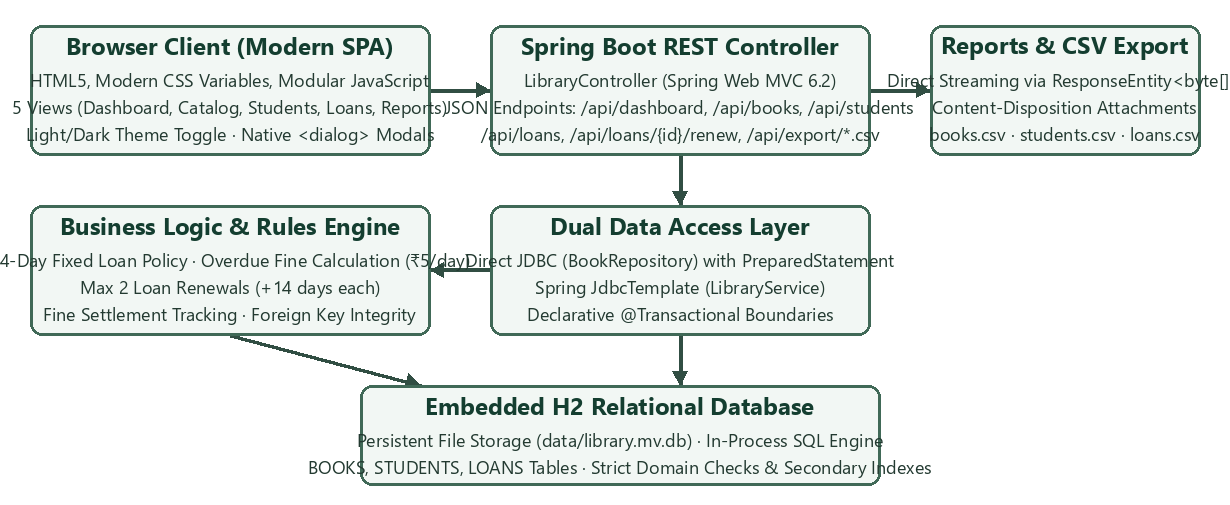 Browser Client (Modern SPA)
HTML5, Modern CSS Variables, Modular JavaScript
5 Views (Dashboard, Catalog, Students, Loans, Reports)
Light/Dark Theme Toggle · Native <dialog> Modals
Spring Boot REST Controller
LibraryController (Spring Web MVC 6.2)
JSON Endpoints: /api/dashboard, /api/books, /api/students
/api/loans, /api/loans/{id}/renew, /api/export/*.csv
Reports & CSV Export
Direct Streaming via ResponseEntity<byte[]
Content-Disposition Attachments
books.csv · students.csv · loans.csv
Business Logic & Rules Engine
4-Day Fixed Loan Policy · Overdue Fine Calculation (₹5/day)
Max 2 Loan Renewals (+14 days each)
Fine Settlement Tracking · Foreign Key Integrity
Dual Data Access Layer
Direct JDBC (BookRepository) with PreparedStatement
Spring JdbcTemplate (LibraryService)
Declarative @Transactional Boundaries
Embedded H2 Relational Database
Persistent File Storage (data/library.mv.db) · In-Process SQL Engine
BOOKS, STUDENTS, LOANS Tables · Strict Domain Checks & Secondary Indexes